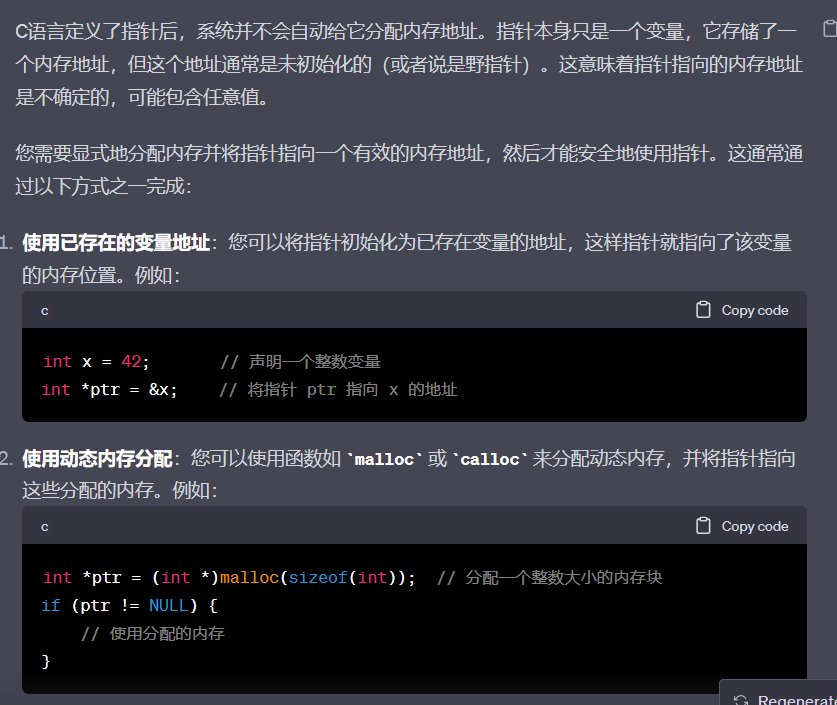 C语言定义了指针后，系统并不会自动给它分配内存地址。指针本身只是一个变量，它存储了一
个内存地址，但这个地址通常是未初始化的（或者说是野指针）。这意味着指针指向的内存地址
是不确定的，可能包含任意值。
您需要显式地分配内存并将指针指向一个有效的内存地址，然后才能安全地使用指针。这通常通
过以下方式之一完成：
1. 使用已存在的变量地址：您可以将指针初始化为已存在变量的地址，这样指针就指向了该变量
的内存位置。例如：
c Copy code
int x = 42;       // 声明一个整数变量
int *ptr = &x;    // 将指针 ptr 指向 x 的地址
2. 使用动态内存分配：您可以使用函数如 `malloc` 或 `calloc` 来分配动态内存，并将指针指向
这些分配的内存。例如：
c Copy code
int *ptr = (int *)malloc(sizeof(int));  // 分配一个整数大小的内存块
if (ptr != NULL) {
    // 使用分配的内存
}
Regenerate